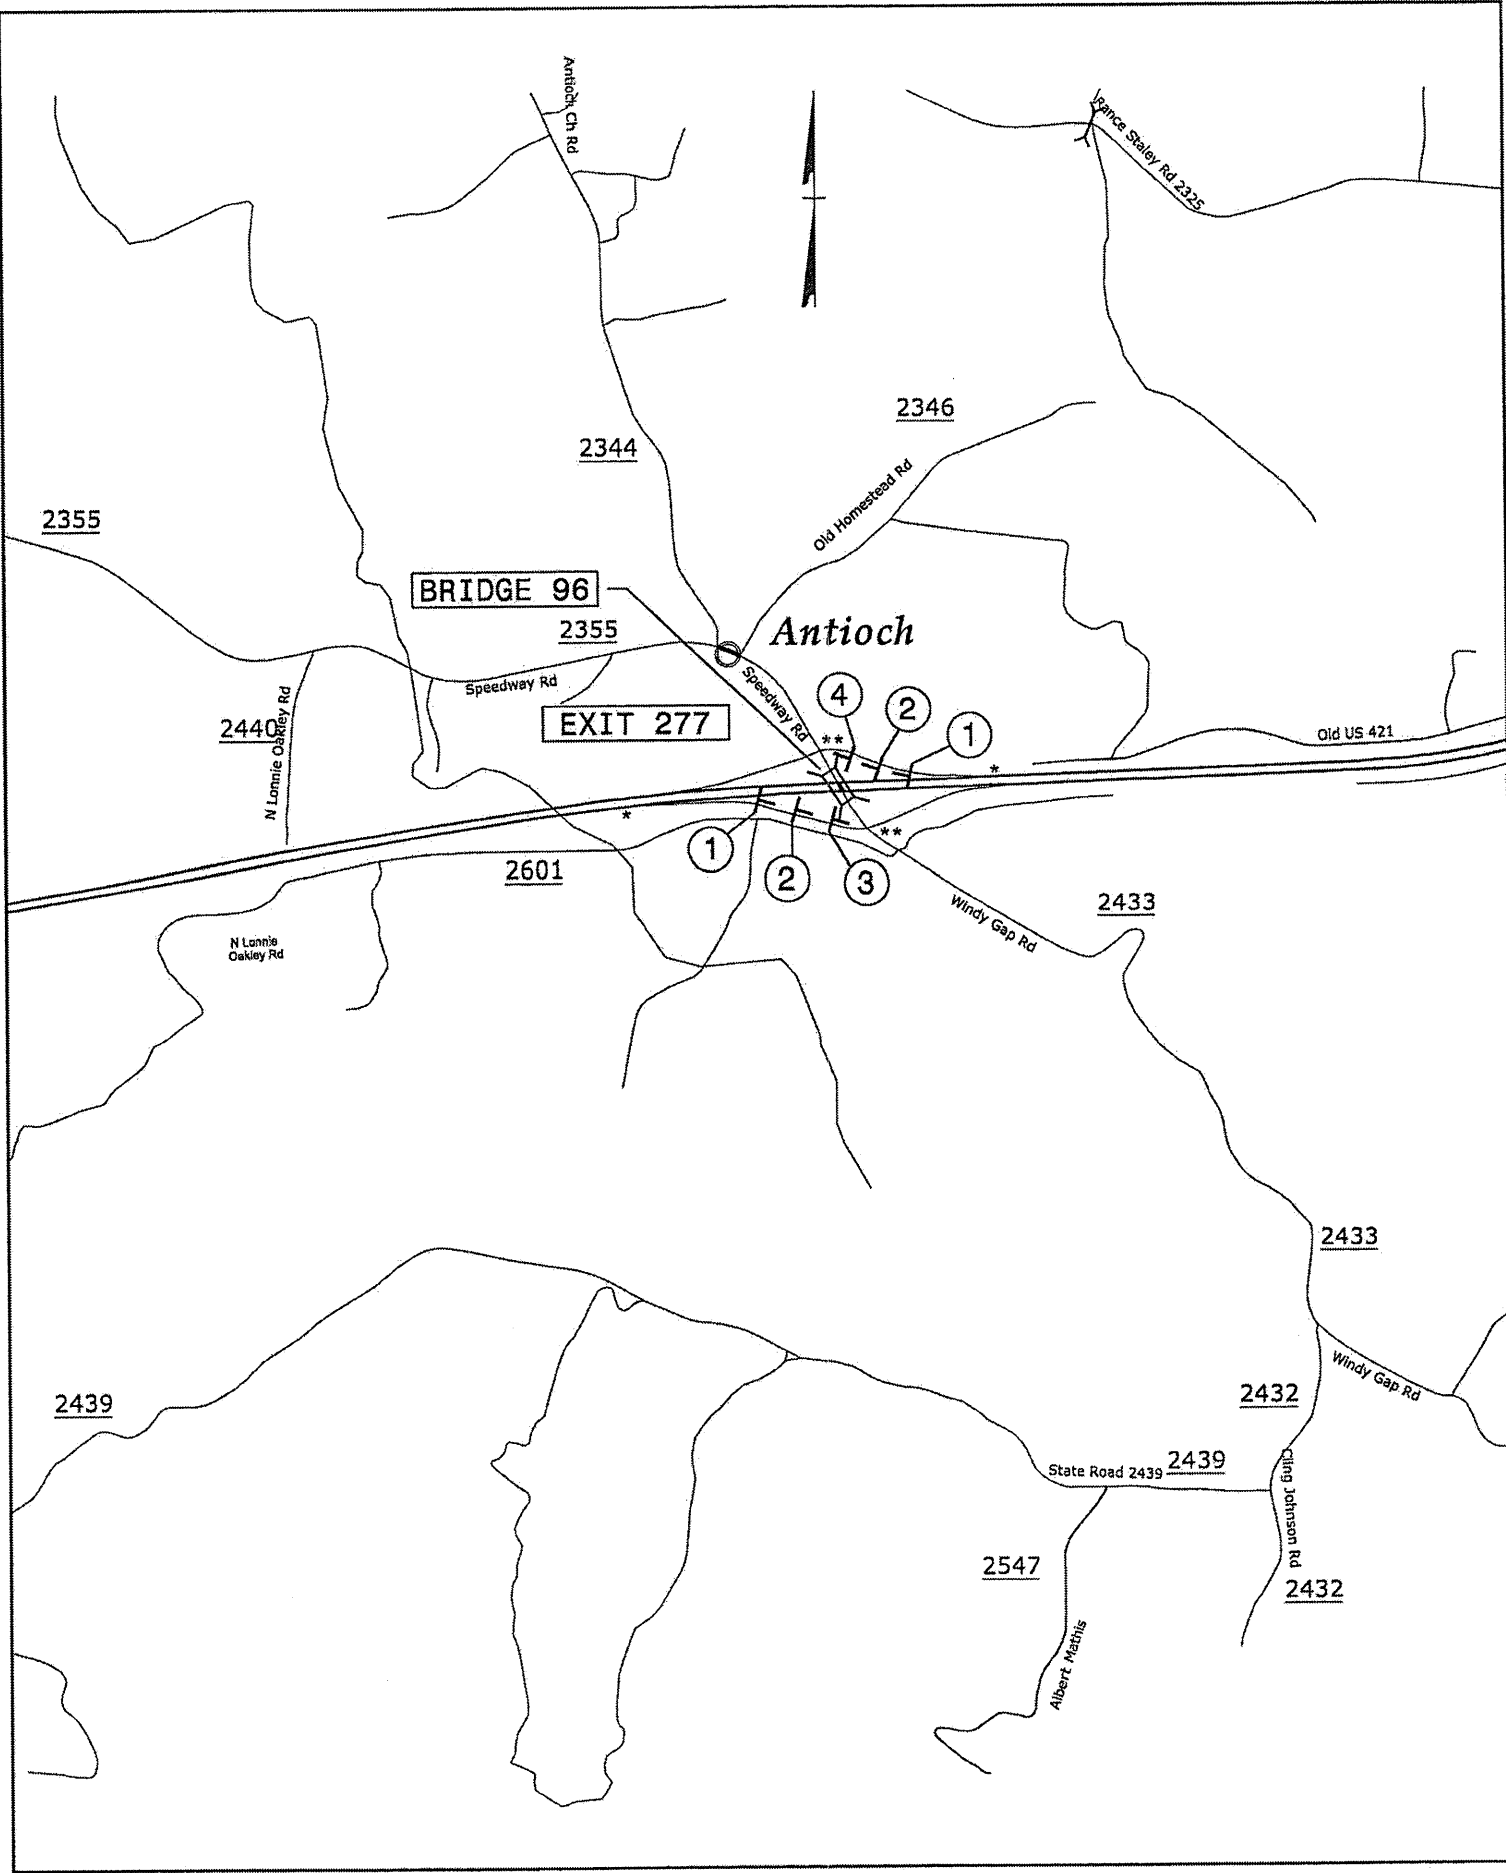 Antioch Ch Rd
Rance Staley Rd 2325
2346
2344
Old Homestead Rd
2355
BRIDGE 96
2355
Antioch
Speedway Rd
Speedway Rd
EXIT 277
4
2
1
2440
N Lonnie Oakley Rd
**
*
Old US 421
*
**
1
2
3
2601
2433
Windy Gap Rd
N Lonnie
Oakley Rd
2433
Windy Gap Rd
2439
2432
State Road 2439
2439
Cling Johnson Rd
2547
2432
Albert Mathis